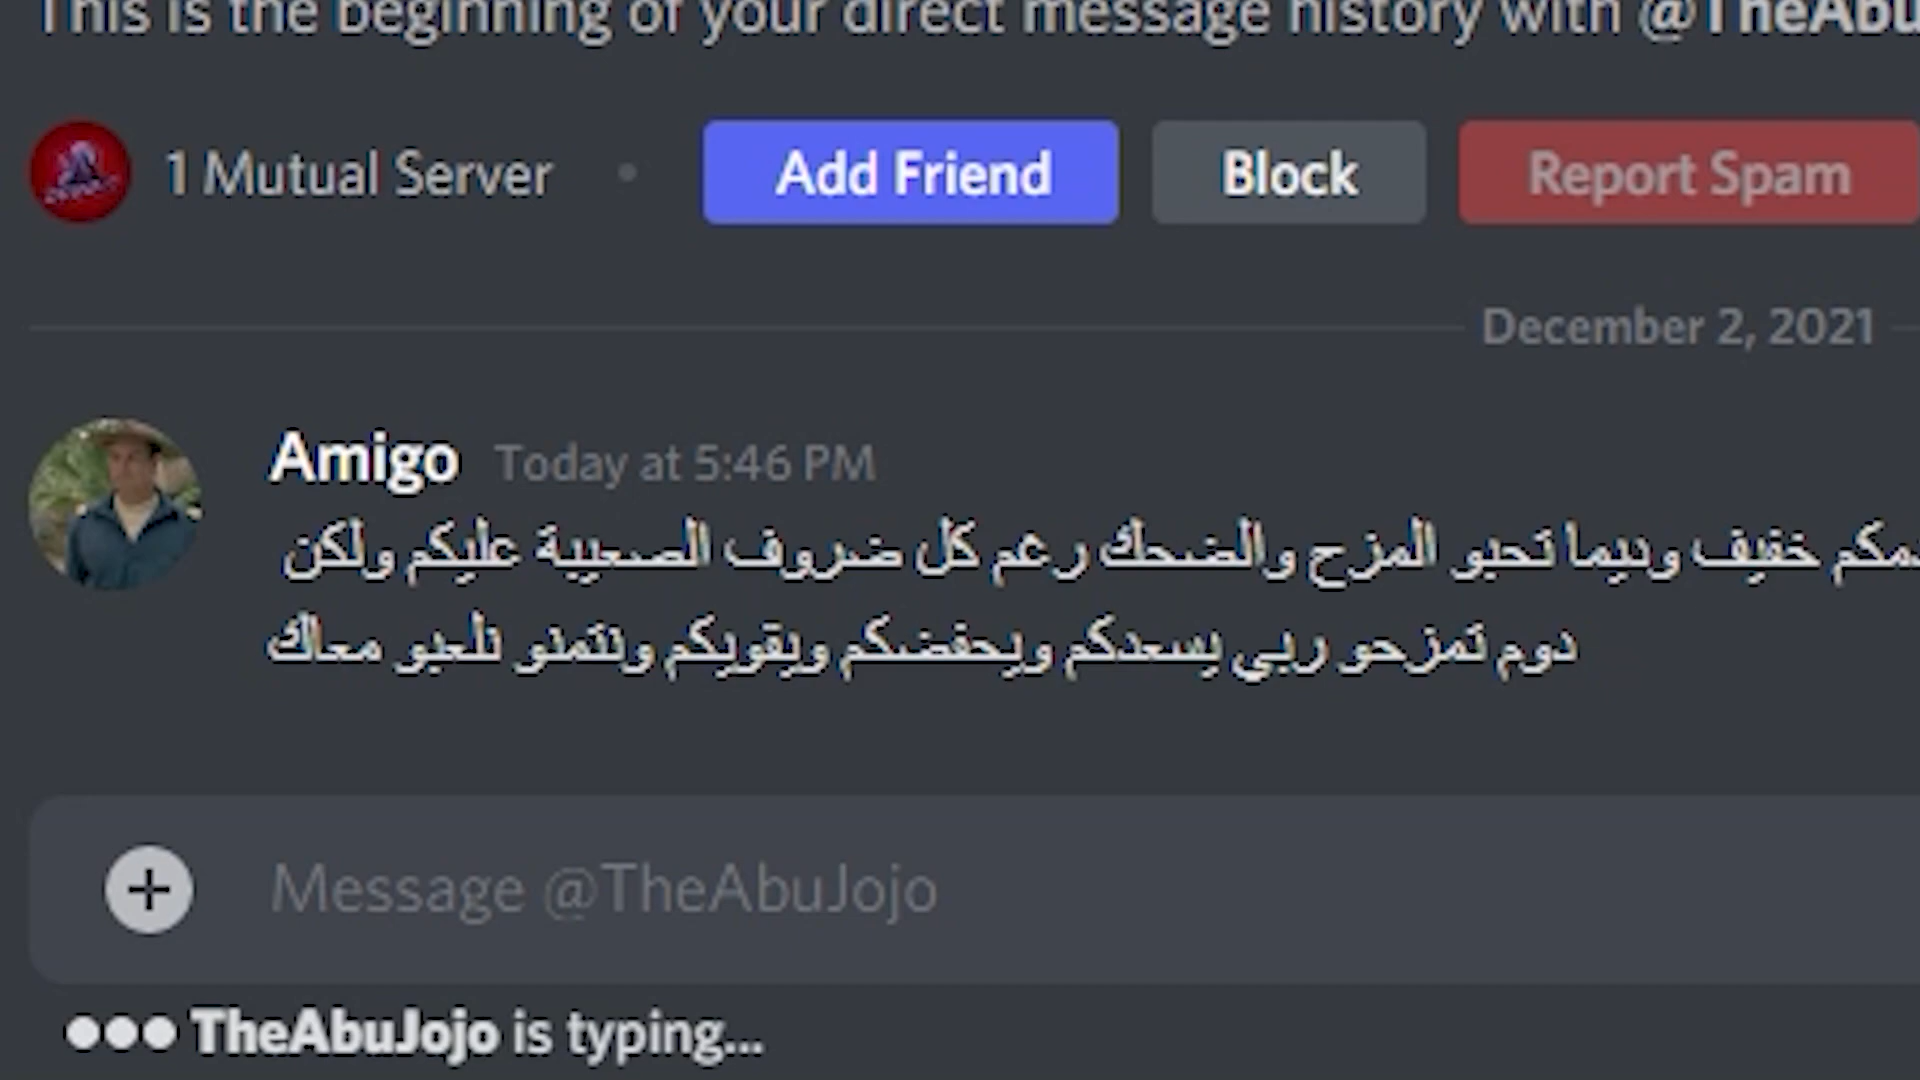 This is the beginning of your direct message history with @TheAbu
1 Mutual Server
Add Friend
Block
Report Spam
December 2, 2021
Amigo Today at 5:46 PM
خفيف وديما تحبو المزح والضحك رغم كل ضروف الصعيبة عليكم ولكن
دوم تمزحو ربي يسعدكم ويحفضكم ويقويكم ونتمنو نلعبو معاك
Message @TheAbuJojo
TheAbuJojo is typing...